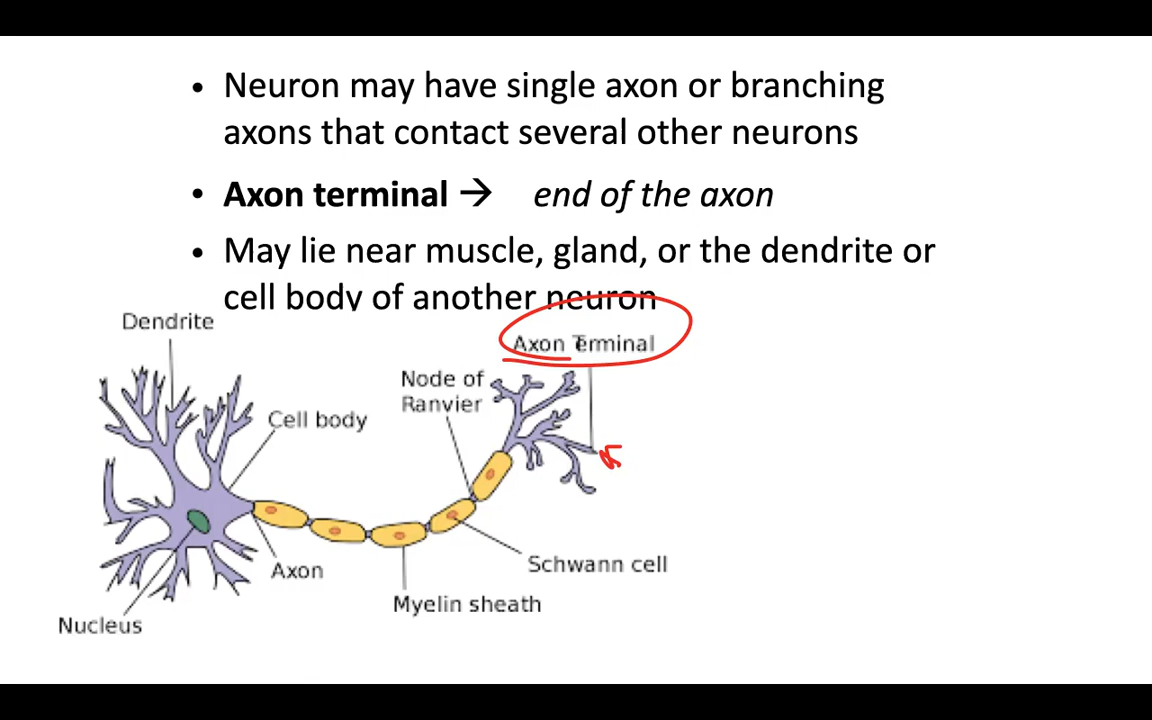 • Neuron may have single axon or branching
axons that contact several other neurons
• Axon terminal → end of the axon
• May lie near muscle, gland, or the dendrite or
cell body of another neuron
Dendrite
Axon Terminal
Node of
Ranvier
Cell body
Axon
Schwann cell
Myelin sheath
Nucleus